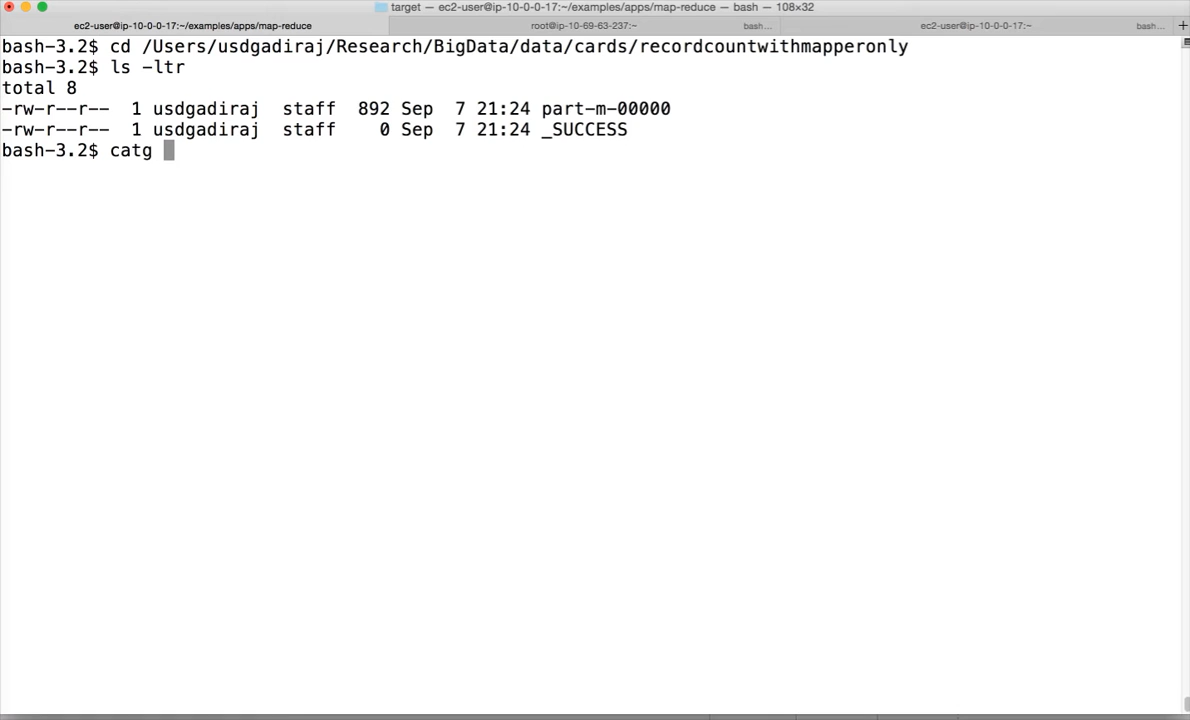 target — ec2-user@ip-10-0-0-17:~/examples/apps/map-reduce — bash — 108×32
ec2-user@ip-10-0-0-17:~/examples/apps/map-reduce
root@ip-10-69-63-237:~
bash...
ec2-user@ip-10-0-0-17:~
bash...
+
bash-3.2$ cd /Users/usdgadiraj/Research/BigData/data/cards/recordcountwithmapperonly
bash-3.2$ ls -ltr
total 8
-rw-r--r--  1 usdgadiraj  staff  892 Sep  7 21:24 part-m-00000
-rw-r--r--  1 usdgadiraj  staff    0 Sep  7 21:24 _SUCCESS
bash-3.2$ catg